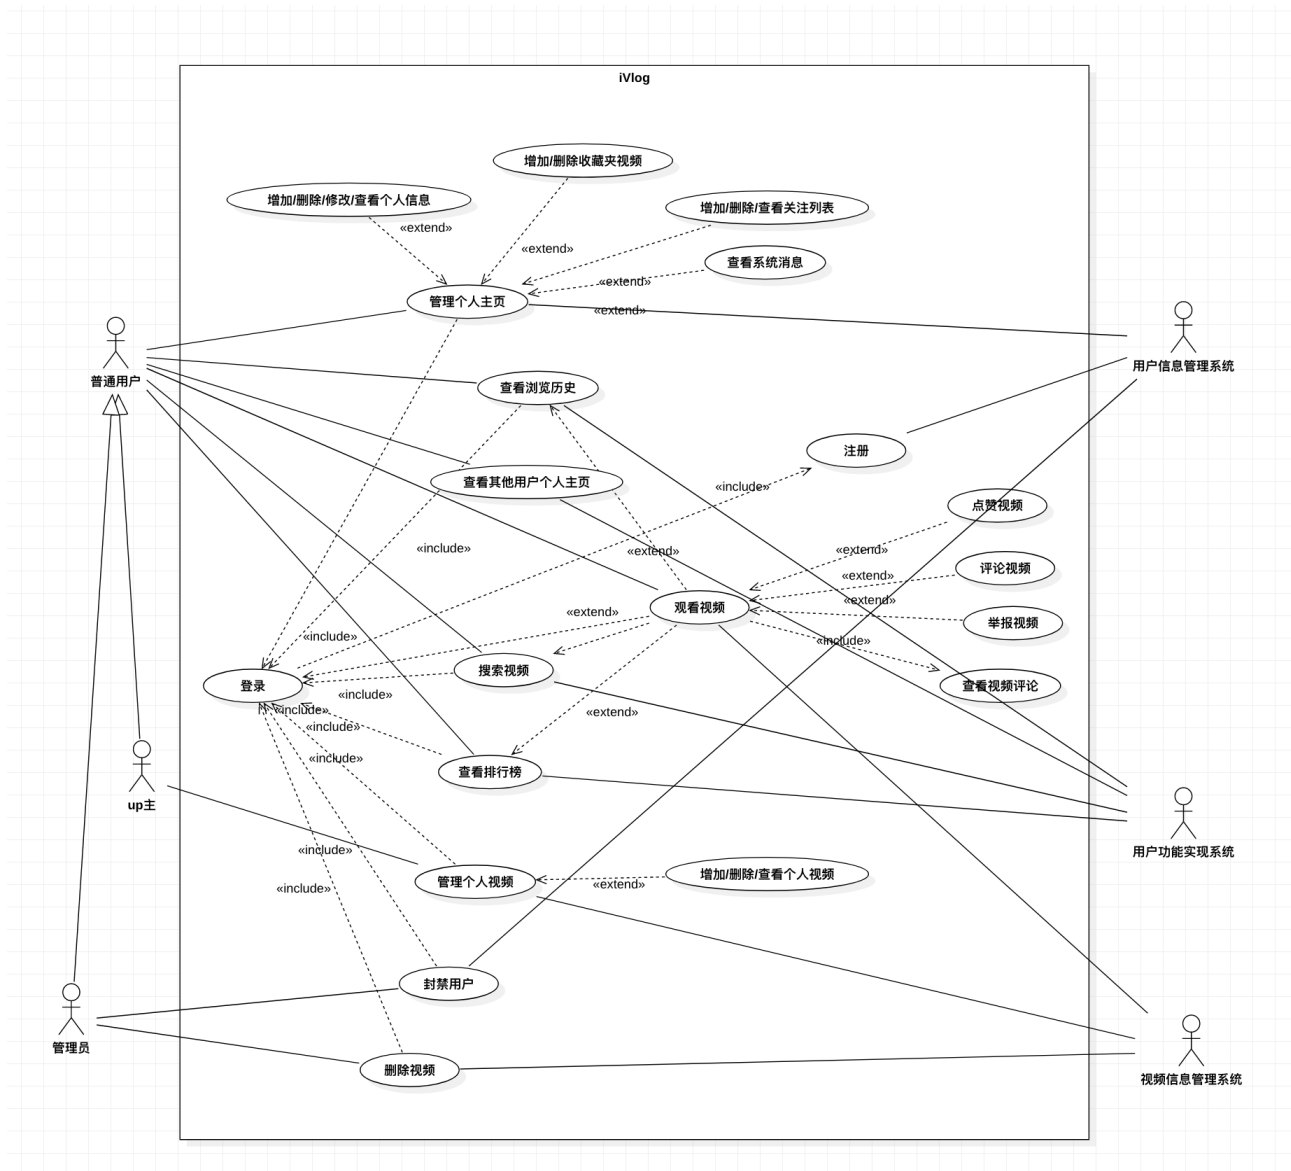 iVlog
增加/删除收藏夹视频
增加/删除/修改/查看个人信息
增加/删除/查看关注列表
«extend»
«extend»
查看系统消息
«extend»
管理个人主页
«extend»
用户信息管理系统
普通用户
查看浏览历史
注册
查看其他用户个人主页
«include»
点赞视频
«include»
«extend»
«extend»
评论视频
«extend»
«extend»
观看视频
«extend»
举报视频
«include»
«include»
搜索视频
登录
查看视频评论
«include»
«include»
«extend»
«include»
«include»
查看排行榜
up主
«include»
用户功能实现系统
管理个人视频
增加/删除/查看个人视频
«include»
«extend»
封禁用户
管理员
删除视频
视频信息管理系统